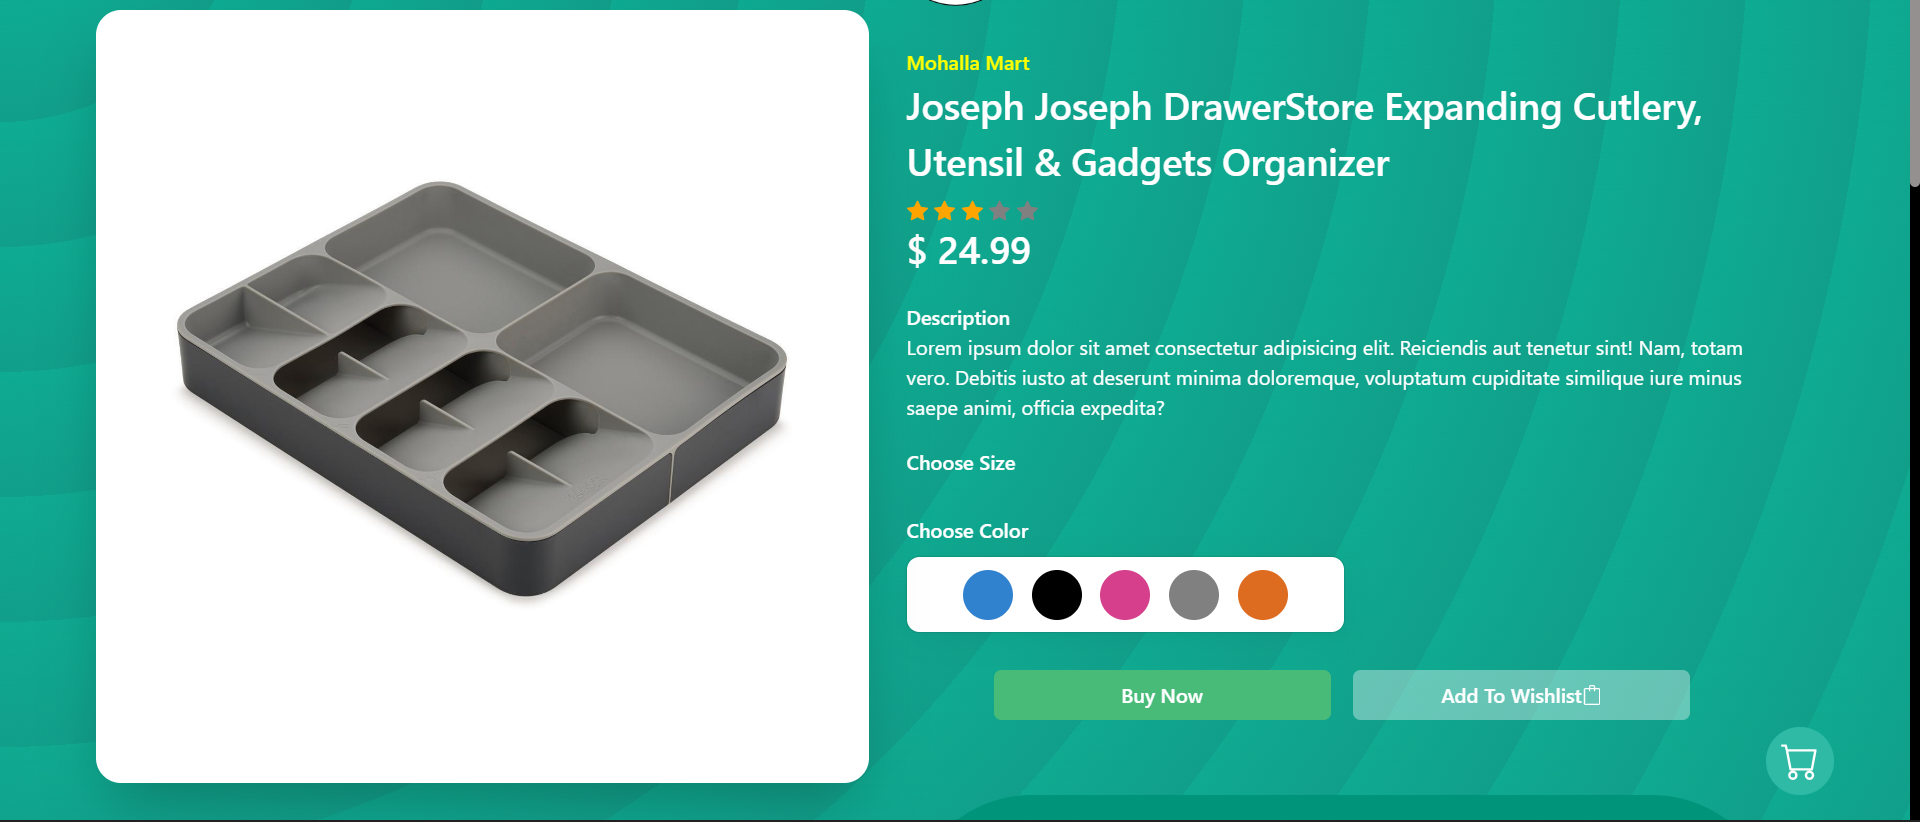 Mohalla Mart
Joseph Joseph DrawerStore Expanding Cutlery,
Utensil & Gadgets Organizer
$ 24.99
Description
Lorem ipsum dolor sit amet consectetur adipisicing elit. Reiciendis aut tenetur sint! Nam, totam
vero. Debitis iusto at deserunt minima doloremque, voluptatum cupiditate similique iure minus
saepe animi, officia expedita?
Choose Size
Choose Color
Buy Now
Add To Wishlist